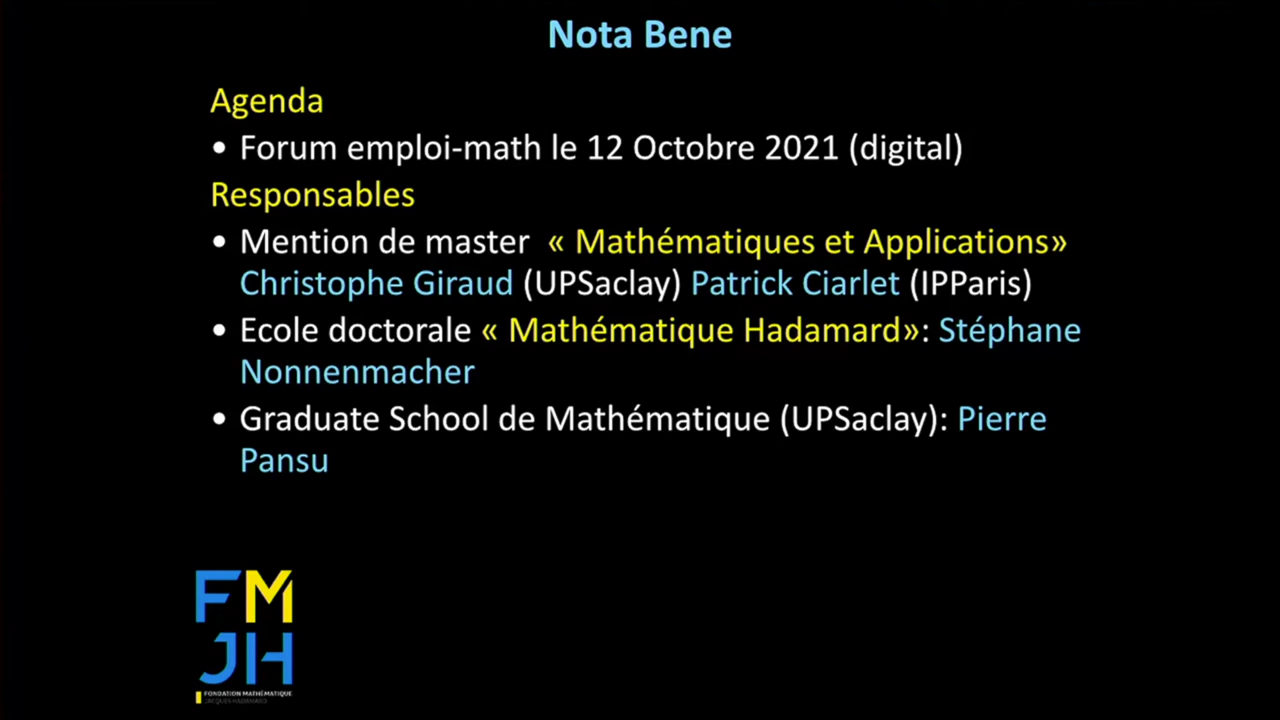 Nota Bene
Agenda
• Forum emploi-math le 12 Octobre 2021 (digital)
Responsables
• Mention de master « Mathématiques et Applications»
Christophe Giraud (UPSaclay) Patrick Ciarlet (IPParis)
• Ecole doctorale « Mathématique Hadamard»: Stéphane
Nonnenmacher
• Graduate School de Mathématique (UPSaclay): Pierre
Pansu
FM
JH
FONDATION MATHÉMATIQUE
JACQUES HADAMARD